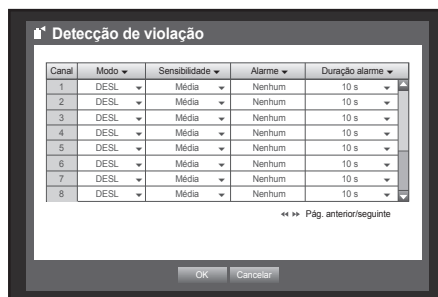 Detecção de violação
Canal Modo Sensibilidade Alarme Duração alarme
1 DESL Média Nenhum 10 s
2 DESL Média Nenhum 10 s
3 DESL Média Nenhum 10 s
4 DESL Média Nenhum 10 s
5 DESL Média Nenhum 10 s
6 DESL Média Nenhum 10 s
7 DESL Média Nenhum 10 s
8 DESL Média Nenhum 10 s
Pág. anterior/seguinte
OK Cancelar